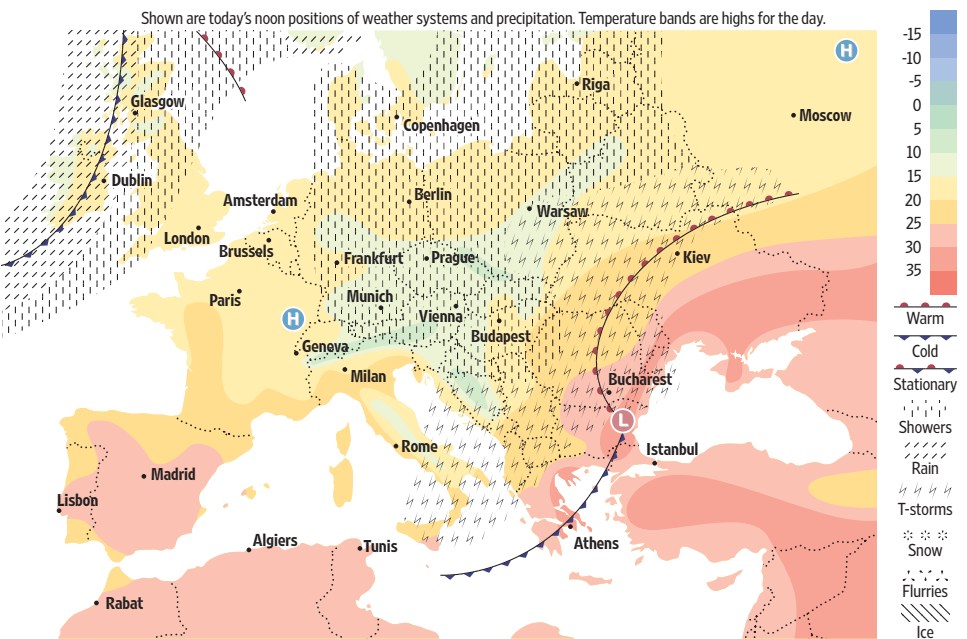 Shown are today's noon positions of weather systems and precipitation. Temperature bands are highs for the day.
H
-15
-10
-5
0
5
10
15
20
25
30
35
Riga
Glasgow
Moscow
Copenhagen
Dublin
Berlin
Amsterdam
Warsaw
London
Brussels
Frankfurt
Prague
Kiev
Paris
Munich
Vienna
H
Budapest
Geneva
Milan
Bucharest
L
Rome
Istanbul
Madrid
Lisbon
Algiers
Tunis
Athens
Rabat
Warm
Cold
Stationary
Showers
Rain
T-storms
Snow
Flurries
Ice